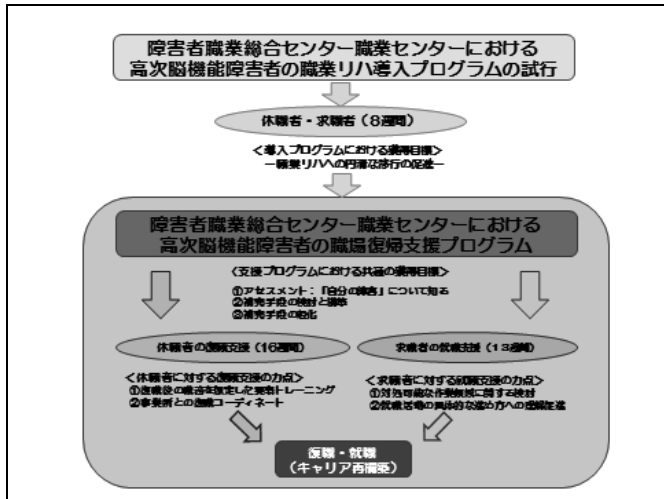 障害者職業総合センター職業センターにおける
高次脳機能障害者の職業リハ導入プログラムの試行
休職者・求職者（8週間）
＜導入プログラムにおける獲得目標＞
－職業リハへの円滑な移行の促進－
障害者職業総合センター職業センターにおける
高次脳機能障害者の職場復帰支援プログラム
＜支援プログラムにおける共通の獲得目標＞
①アセスメント：「自分の障害」について知る
②補完手段の検討と構築
③補完手段の般化
休職者の復職支援（16週間）
求職者の就職支援（13週間）
＜休職者に対する復職支援の力点＞
①復職後の職務を想定した要素トレーニング
②事業所との復職コーディネート
＜求職者に対する就職支援の力点＞
①対処可能な作業領域に関する検討
②就職活動の具体的な進め方への理解促進
復職・就職
（キャリア再構築）